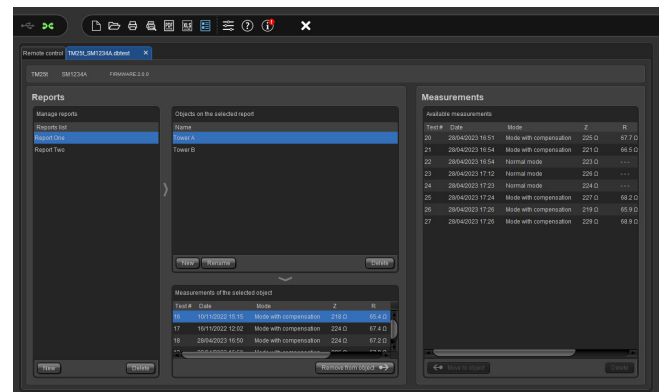 PDF
XLS
Remote control TM25t_SM1234A.dbtest ×
TM25t SM1234A FIRMWARE 2.0.0
Reports
Manage reports
Reports list
Report One
Report Two
New Delete
Objects on the selected report
Name
Tower A
Tower B
New Rename Delete
Measurements of the selected object
Test # Date Mode Z R
16 10/11/2022 15:15 Mode with compensation 218 Ω 65.4 Ω
17 16/11/2022 12:02 Mode with compensation 224 Ω 67.4 Ω
18 28/04/2023 16:50 Mode with compensation 224 Ω 67.2 Ω
Remove from object
Measurements
Available measurements
Test # Date Mode Z R
20 28/04/2023 16:51 Mode with compensation 225 Ω 67.7 Ω
21 28/04/2023 16:54 Mode with compensation 221 Ω 66.5 Ω
22 28/04/2023 16:54 Normal mode 223 Ω ---
23 28/04/2023 17:12 Normal mode 226 Ω ---
24 28/04/2023 17:23 Normal mode 224 Ω ---
25 28/04/2023 17:24 Mode with compensation 227 Ω 68.2 Ω
26 28/04/2023 17:26 Mode with compensation 219 Ω 65.9 Ω
27 28/04/2023 17:26 Mode with compensation 229 Ω 68.9 Ω
Move to object Delete